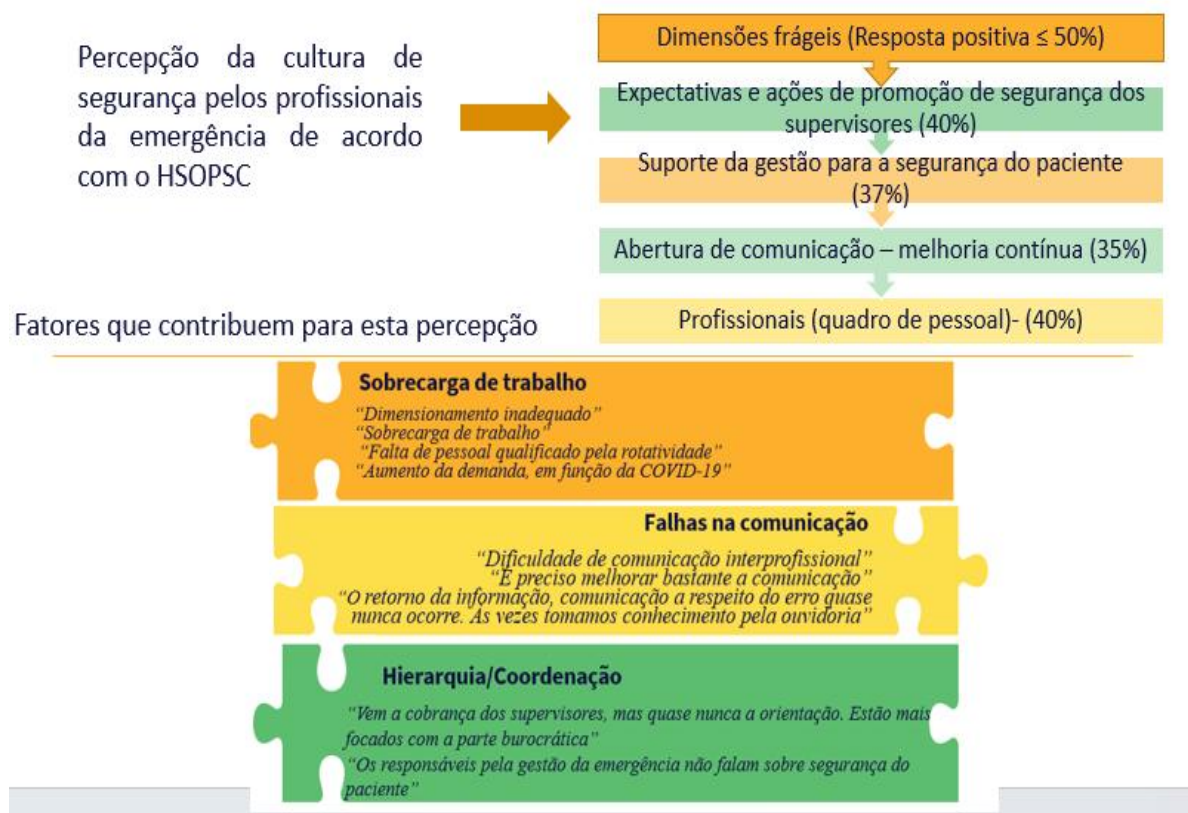 Percepção da cultura de
segurança pelos profissionais
da emergência de acordo
com o HSOPSC
Dimensões frágeis (Resposta positiva ≤ 50%)
Expectativas e ações de promoção de segurança dos
supervisores (40%)
Suporte da gestão para a segurança do paciente
(37%)
Abertura de comunicação – melhoria contínua (35%)
Profissionais (quadro de pessoal)- (40%)
Fatores que contribuem para esta percepção
Sobrecarga de trabalho
“Dimensionamento inadequado”
“Sobrecarga de trabalho”
“Falta de pessoal qualificado pela rotatividade”
“Aumento da demanda, em função da COVID-19”
Falhas na comunicação
“Dificuldade de comunicação interprofissional”
“É preciso melhorar bastante a comunicação”
“O retorno da informação, comunicação a respeito do erro quase
nunca ocorre. As vezes tomamos conhecimento pela ouvidoria”
Hierarquia/Coordenação
“Vem a cobrança dos supervisores, mas quase nunca a orientação. Estão mais
focados com a parte burocrática”
“Os responsáveis pela gestão da emergência não falam sobre segurança do
paciente”